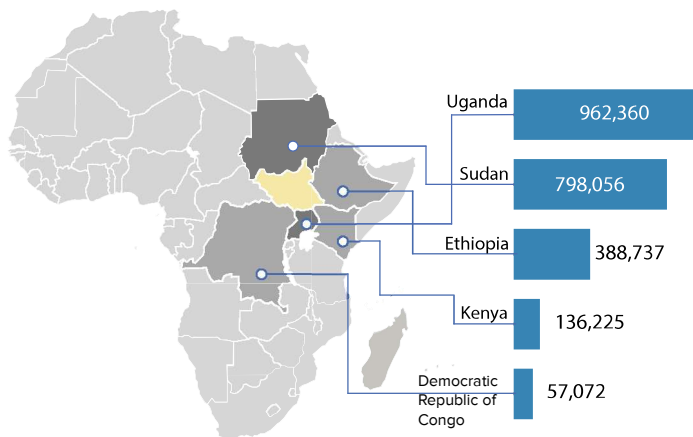 Uganda
962,360
Sudan
798,056
Ethiopia
388,737
Kenya
136,225
Democratic
Republic of
Congo
57,072